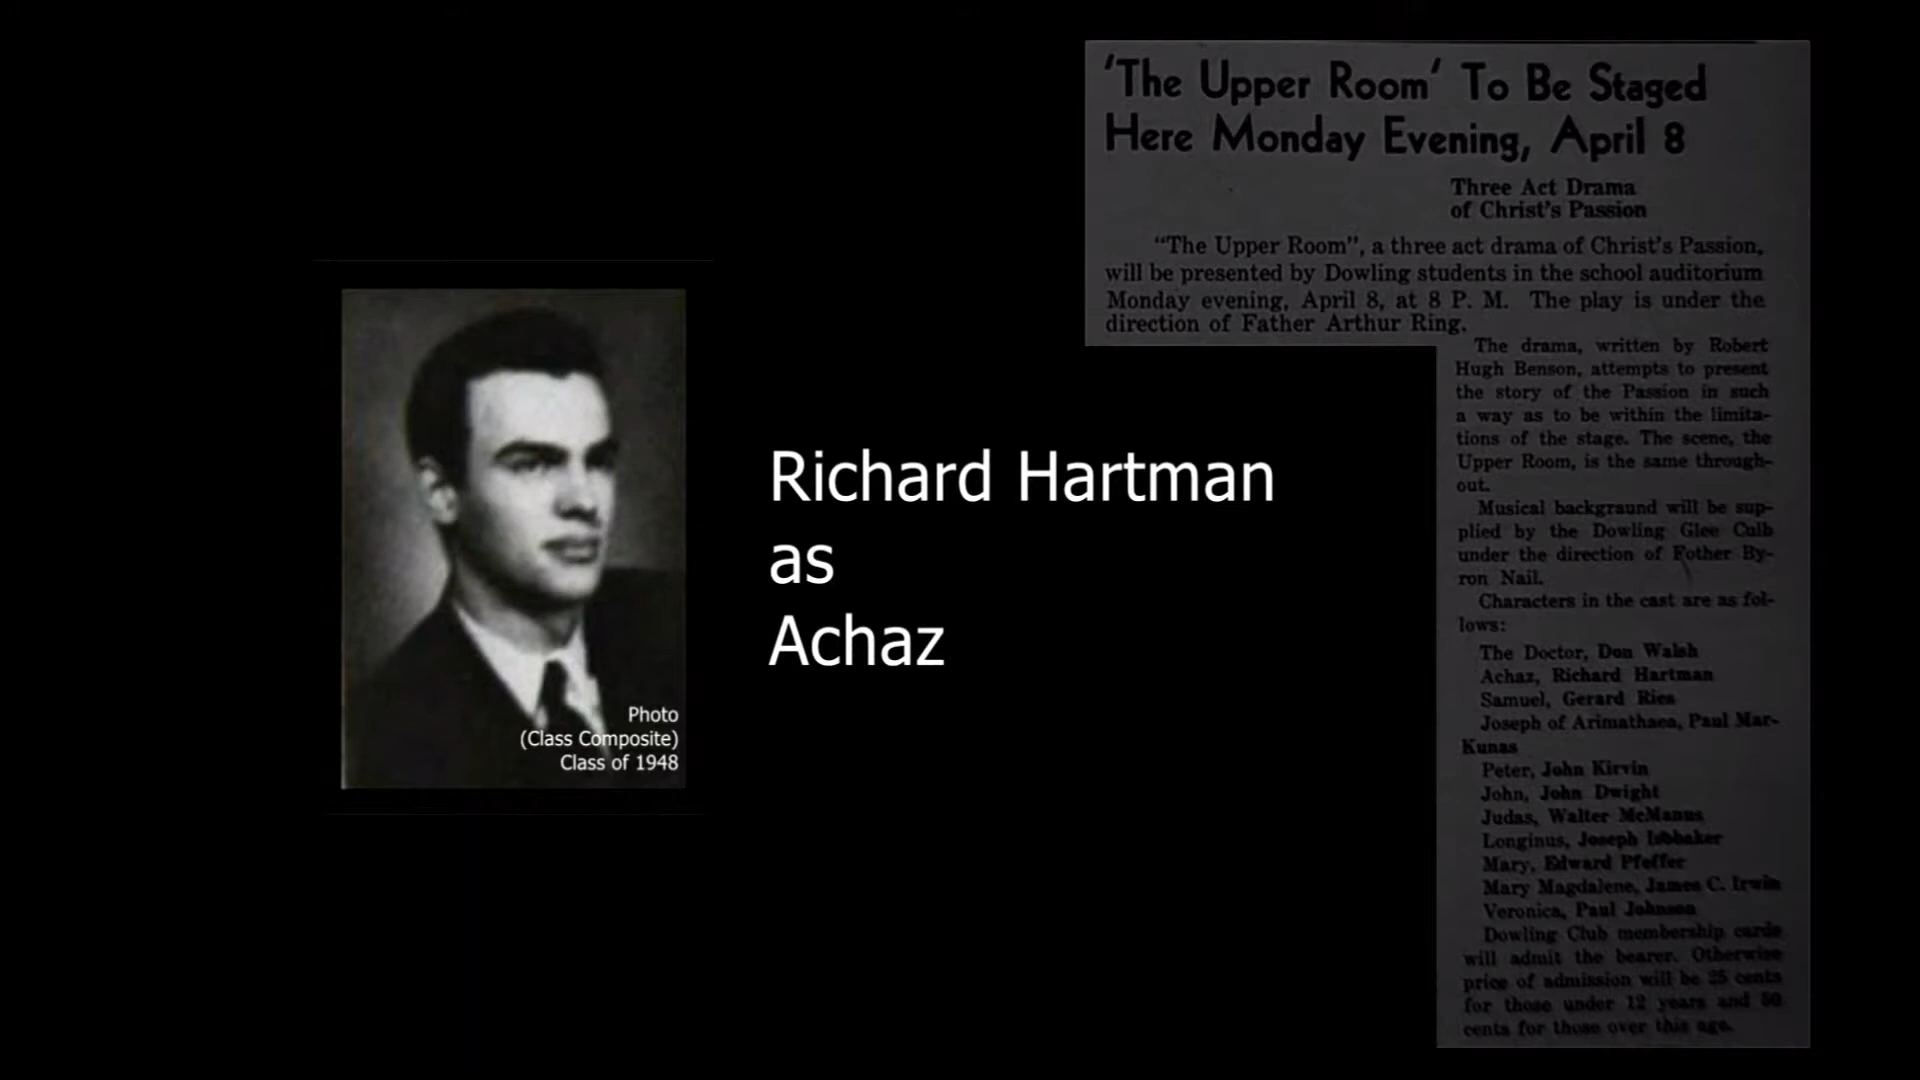 'The Upper Room' To Be Staged
Here Monday Evening, April 8
Three Act Drama
of Christ's Passion
"The Upper Room", a three act drama of Christ's Passion,
will be presented by Dowling students in the school auditorium
Monday evening, April 8, at 8 P. M. The play is under the
direction of Father Arthur Ring.
The drama, written by Robert
Hugh Benson, attempts to present
the story of the Passion in such
a way as to be within the limita-
tions of the stage. The scene, the
Upper Room, is the same through-
out.
Musical backgraund will be sup-
plied by the Dowling Glee Culb
under the direction of Fother By-
ron Nail.
Characters in the cast are as fol-
lows:
The Doctor, Don Walsh
Achaz, Richard Hartman
Samuel, Gerard Ries
Joseph of Arimathaea, Paul Mar-
Kunas
Peter, John Kirvin
John, John Dwight
Judas, Walter McManus
Longinus, Joseph
Mary, Edward Pfeffer
Mary Magdalene, James C. Irwin
Veronica, Paul Johnson
Dowling Club membership cards
will admit the bearer. Otherwise
price of admission will be 25 cents
for those under 12 years and 50
cents for those over this age.
Richard Hartman
as
Achaz
Photo
(Class Composite)
Class of 1948